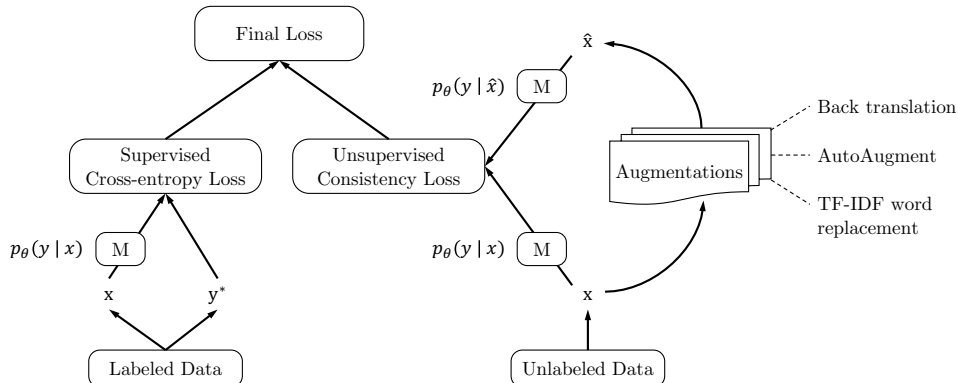 Final Loss
x̂
pθ(y | x̂)
M
Back translation
Supervised
Cross-entropy Loss
Unsupervised
Consistency Loss
Augmentations
AutoAugment
TF-IDF word
replacement
pθ(y | x)
M
pθ(y | x)
M
x
y*
x
Labeled Data
Unlabeled Data